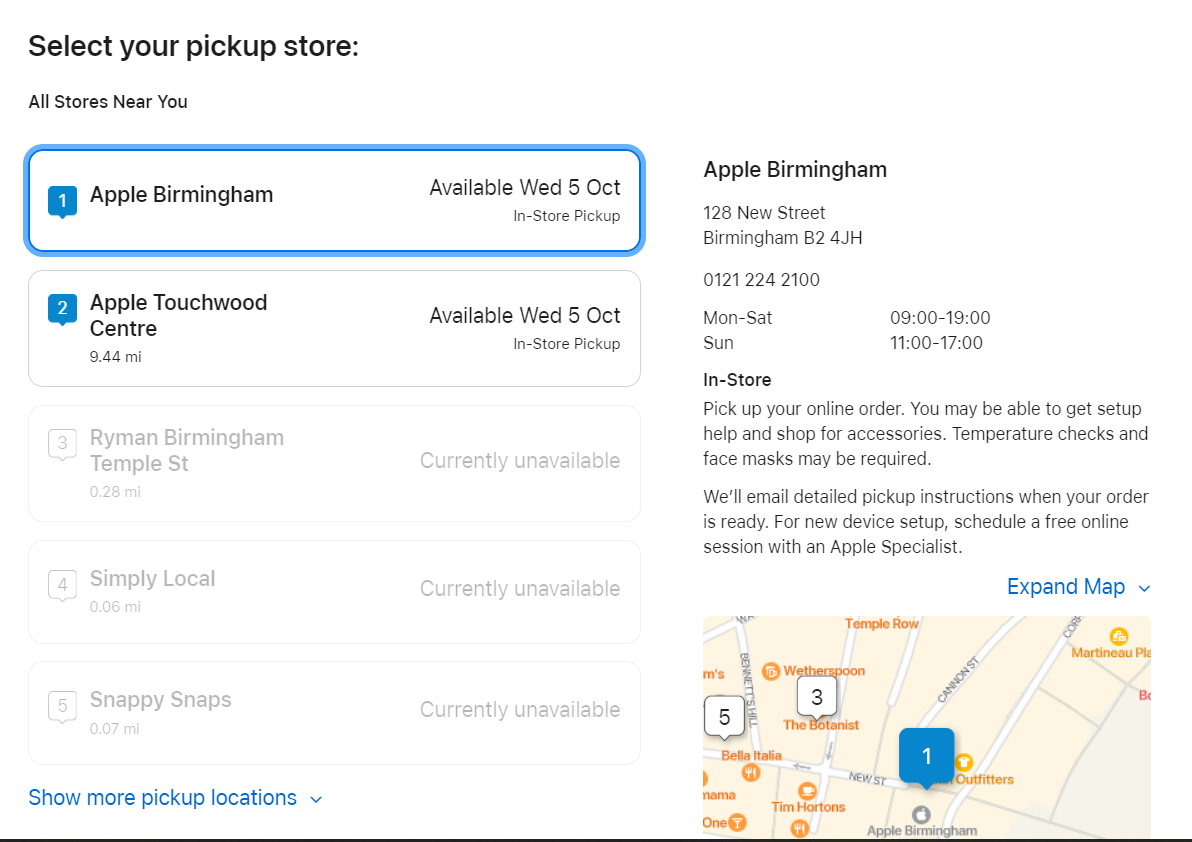 Select your pickup store:
All Stores Near You
1
Apple Birmingham
Available Wed 5 Oct
In-Store Pickup
2
Apple Touchwood
Centre
9.44 mi
Available Wed 5 Oct
In-Store Pickup
3
Ryman Birmingham
Temple St
0.28 mi
Currently unavailable
4
Simply Local
0.06 mi
Currently unavailable
5
Snappy Snaps
0.07 mi
Currently unavailable
Show more pickup locations
Apple Birmingham
128 New Street
Birmingham B2 4JH
0121 224 2100
Mon-Sat 09:00-19:00
Sun 11:00-17:00
In-Store
Pick up your online order. You may be able to get setup
help and shop for accessories. Temperature checks and
face masks may be required.
We’ll email detailed pickup instructions when your order
is ready. For new device setup, schedule a free online
session with an Apple Specialist.
Expand Map
Temple Row
Martineau Pla
m's
BENNETT'S HILL
Wetherspoon
CANNON ST
3
5
The Botanist
Bella Italia
1
NEW ST
Outfitters
nama
Tim Hortons
One
Apple Birmingham